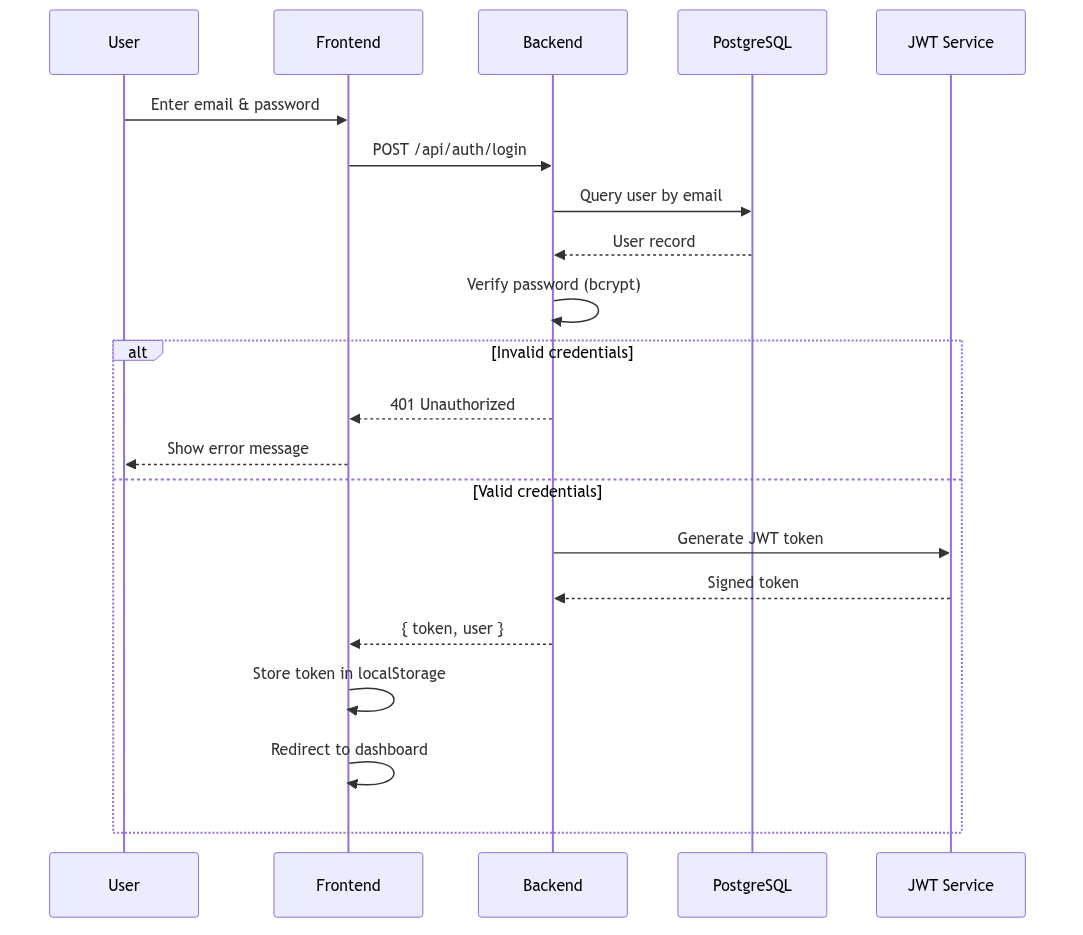 User
Frontend
Backend
PostgreSQL
JWT Service
Enter email & password
POST /api/auth/login
Query user by email
User record
Verify password (bcrypt)
alt
[Invalid credentials]
401 Unauthorized
Show error message
[Valid credentials]
Generate JWT token
Signed token
{ token, user }
Store token in localStorage
Redirect to dashboard
User
Frontend
Backend
PostgreSQL
JWT Service